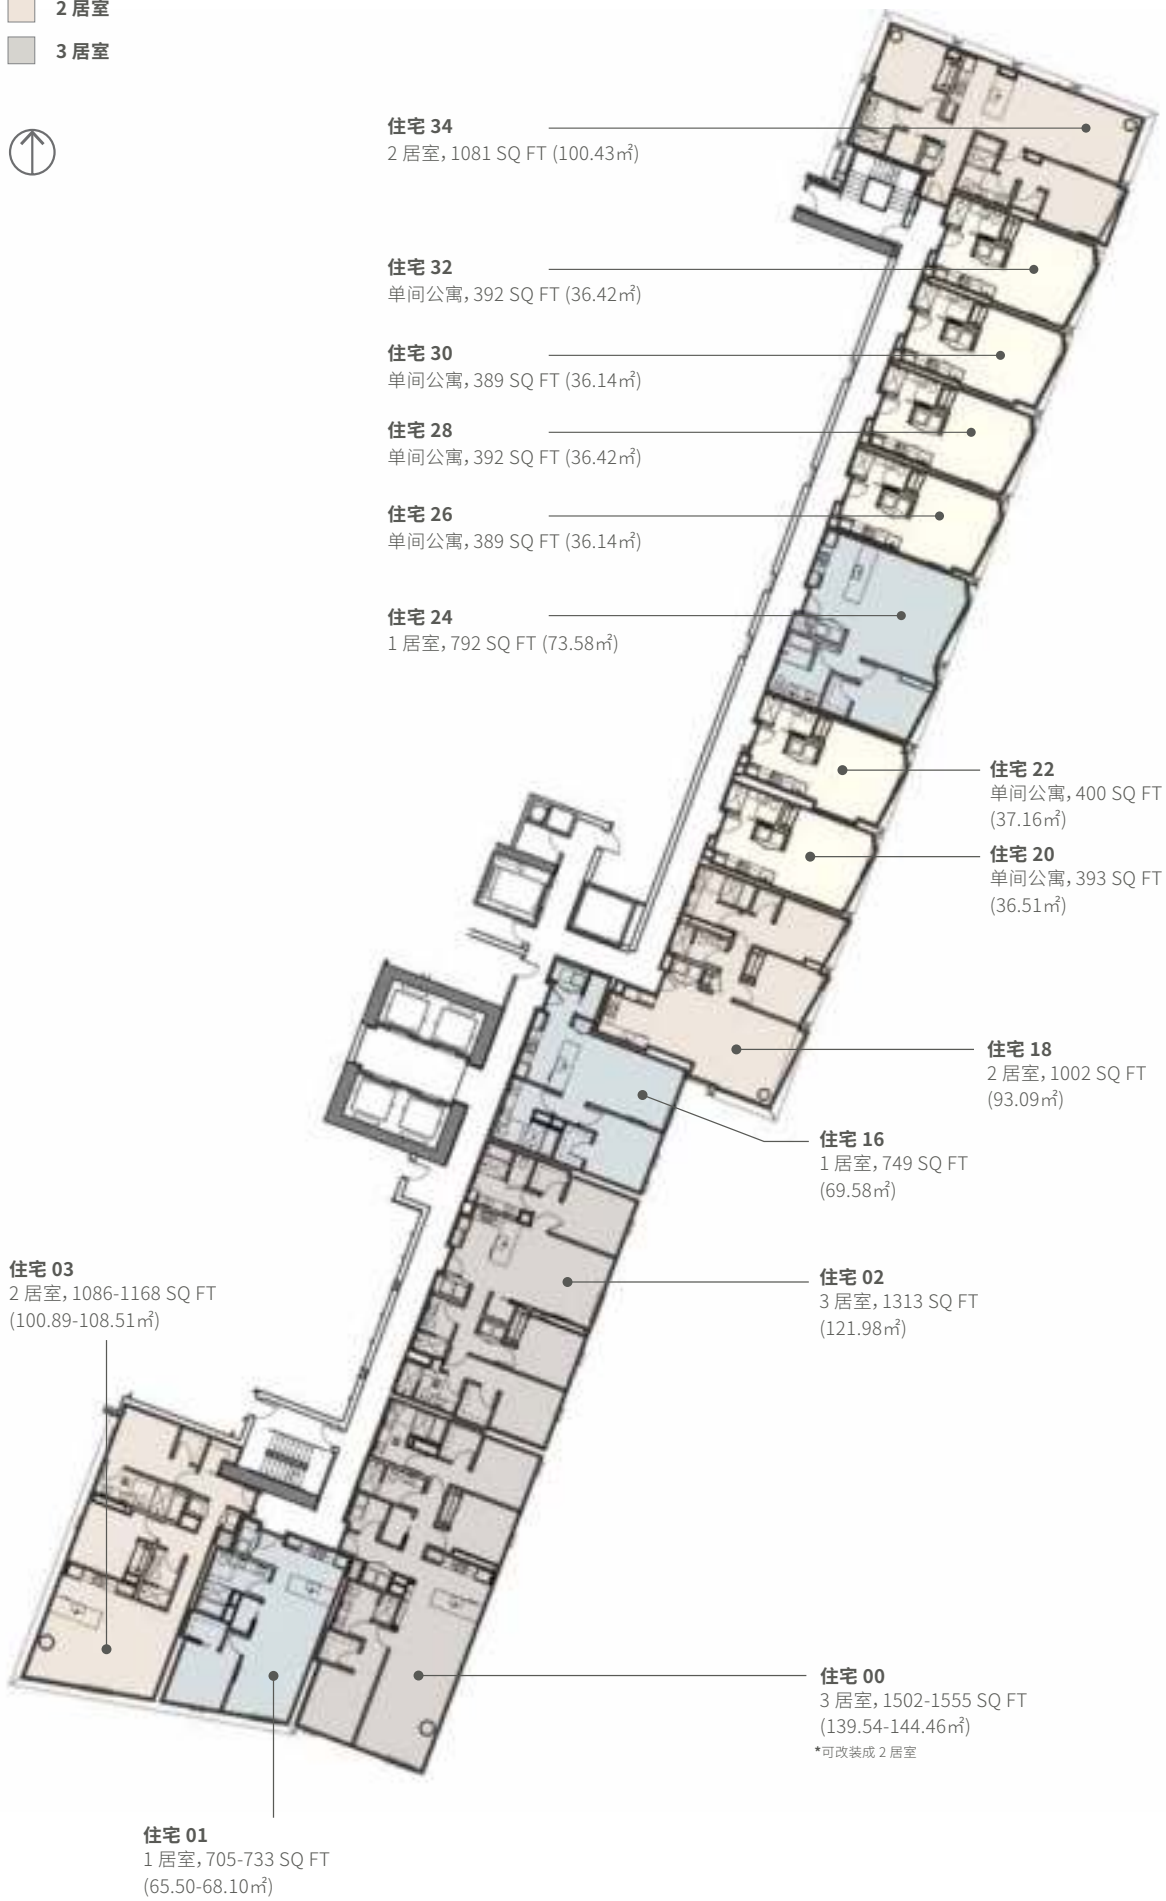 2 居室
3 居室
住宅 34
2 居室，1081 SQ FT (100.43㎡)
住宅 32
单间公寓，392 SQ FT (36.42㎡)
住宅 30
单间公寓，389 SQ FT (36.14㎡)
住宅 28
单间公寓，392 SQ FT (36.42㎡)
住宅 26
单间公寓，389 SQ FT (36.14㎡)
住宅 24
1 居室，792 SQ FT (73.58㎡)
住宅 22
单间公寓，400 SQ FT
(37.16㎡)
住宅 20
单间公寓，393 SQ FT
(36.51㎡)
住宅 18
2 居室，1002 SQ FT
(93.09㎡)
住宅 16
1 居室，749 SQ FT
(69.58㎡)
住宅 03
2 居室，1086-1168 SQ FT
(100.89-108.51㎡)
住宅 02
3 居室，1313 SQ FT
(121.98㎡)
住宅 00
3 居室，1502-1555 SQ FT
(139.54-144.46㎡)
*可改装成 2 居室
住宅 01
1 居室，705-733 SQ FT
(65.50-68.10㎡)